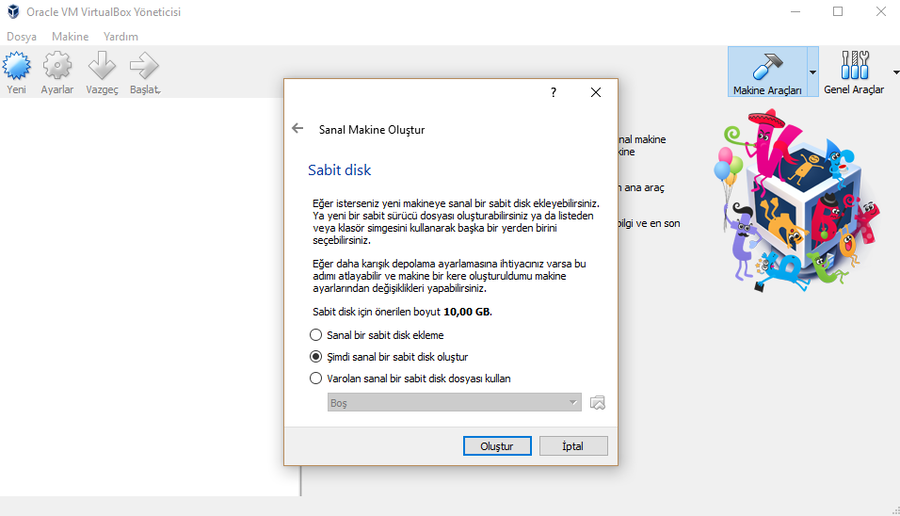 Oracle VM VirtualBox Yöneticisi
Dosya Makine Yardım
Yeni Ayarlar Vazgeç Başlat
Makine Araçları Genel Araçlar
?
Sanal Makine Oluştur
Sabit disk
Eğer isterseniz yeni makineye sanal bir sabit disk ekleyebilirsiniz.
Ya yeni bir sabit sürücü dosyası oluşturabilirsiniz ya da listeden
veya klasör simgesini kullanarak başka bir yerden birini
seçebilirsiniz.
Eğer daha karışık depolama ayarlamasına ihtiyacınız varsa bu
adımı atlayabilir ve makine bir kere oluşturuldumu makine
ayarlarından değişiklikleri yapabilirsiniz.
Sabit disk için önerilen boyut 10,00 GB.
Sanal bir sabit disk ekleme
Şimdi sanal bir sabit disk oluştur
Varolan sanal bir sabit disk dosyası kullan
Boş
Oluştur İptal
nal makine
kine
n ana araç
bilgi ve en son